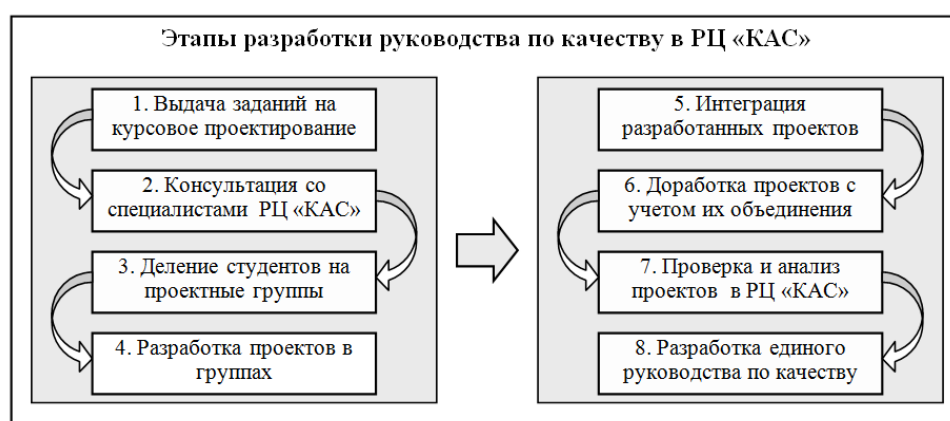 Этапы разработки руководства по качеству в РЦ «КАС»
1. Выдача заданий на
курсовое проектирование
2. Консультация со
специалистами РЦ «КАС»
3. Деление студентов на
проектные группы
4. Разработка проектов в
группах
5. Интеграция
разработанных проектов
6. Доработка проектов с
учетом их объединения
7. Проверка и анализ
проектов в РЦ «КАС»
8. Разработка единого
руководства по качеству